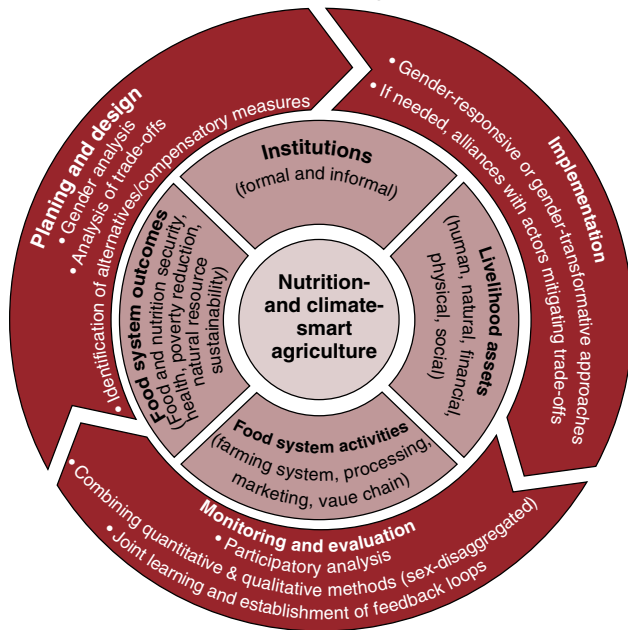 Planing and design
• Gender analysis
• Analysis of trade-offs
• Identification of alternatives/compensatory measures
• Gender-responsive or gender-transformative approaches
• If needed, alliances with actors mitigating trade-offs
Implementation
Institutions
(formal and informal)
Food system outcomes
(Food and nutrition security,
health, poverty reduction,
natural resource
sustainability)
Nutrition-
and climate-
smart
agriculture
Livelihood assets
(human, natural, financial,
physical, social)
Food system activities
(farming system, processing,
marketing, vaue chain)
Monitoring and evaluation
• Participatory analysis
• Combining quantitative & qualitative methods (sex-disaggregated)
• Joint learning and establishment of feedback loops